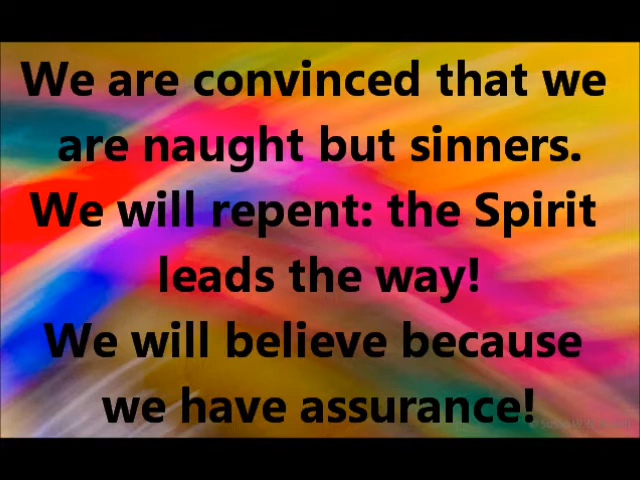 We are convinced that we
are naught but sinners.
We will repent: the Spirit
leads the way!
We will believe because
we have assurance!